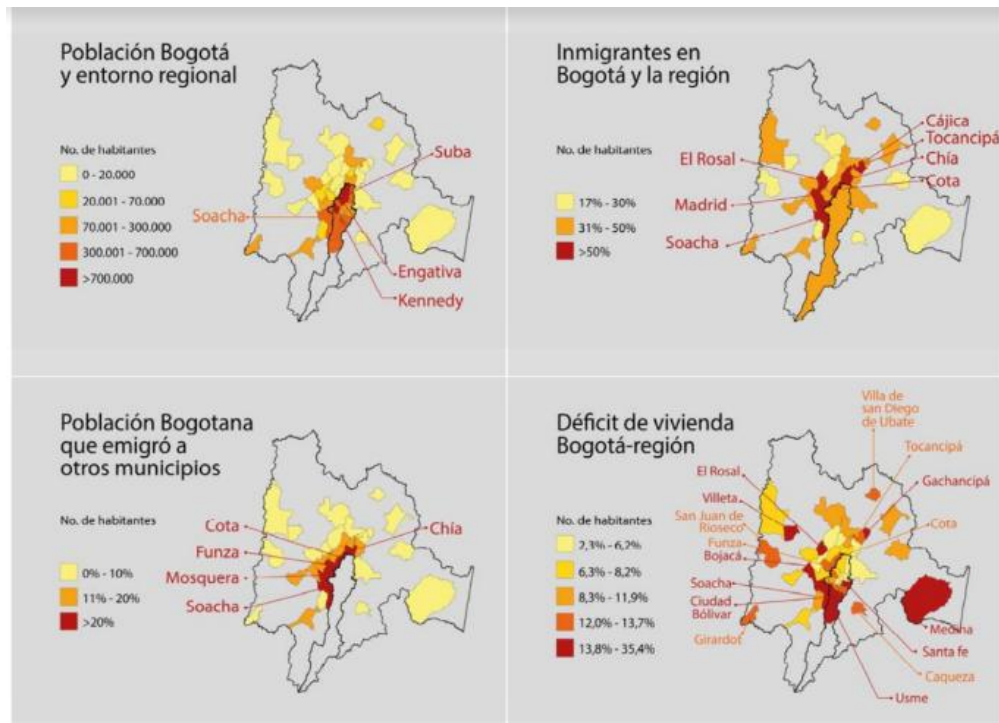 Población Bogotá
y entorno regional
No. de habitantes
0 - 20.000
20.001 - 70.000
70.001 - 300.000
300.001 - 700.000
>700.000
Suba
Soacha
Engativa
Kennedy
Inmigrantes en
Bogotá y la región
17% - 30%
31% - 50%
>50%
Cájica
Tocancipá
Chía
Cota
El Rosal
Madrid
Soacha
Población Bogotana
que emigró a
otros municipios
No. de habitantes
0% - 10%
11% - 20%
>20%
Cota
Chía
Funza
Mosquera
Soacha
Déficit de vivienda
Bogotá-región
No. de habitantes
2,3% - 6,2%
6,3% - 8,2%
8,3% - 11,9%
12,0% - 13,7%
13,8% - 35,4%
Villa de
san Diego
de Ubate
Tocancipá
Gachancipá
El Rosal
Villeta
San Juan de
Rioseco
Cota
Funza
Bojacá
Soacha
Ciudad
Bólivar
Girardot
Medina
Santa fe
Caqueza
Usme